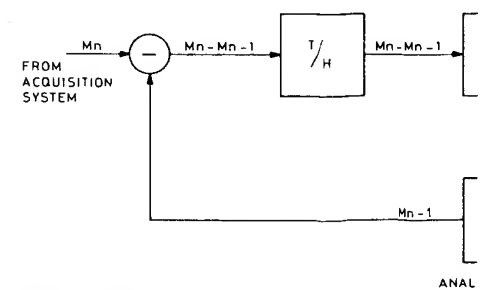 Mn
−
Mn-Mn-1
T/H
Mn-Mn-1
FROM
ACQUISITION
SYSTEM
Mn-1
ANAL